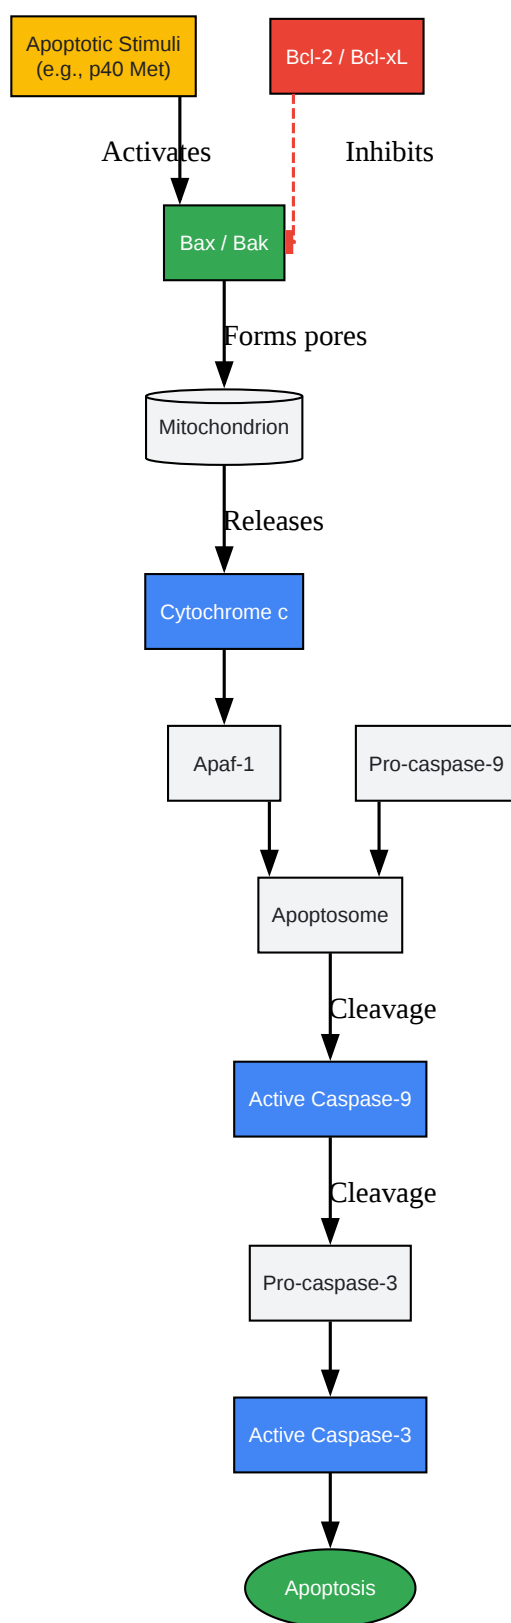 Apoptotic Stimuli
(e.g., p40 Met)
Bcl-2 / Bcl-xL
Activates
Inhibits
Bax / Bak
Forms pores
Mitochondrion
Releases
Cytochrome c
Apaf-1
Pro-caspase-9
Apoptosome
Cleavage
Active Caspase-9
Cleavage
Pro-caspase-3
Active Caspase-3
Apoptosis